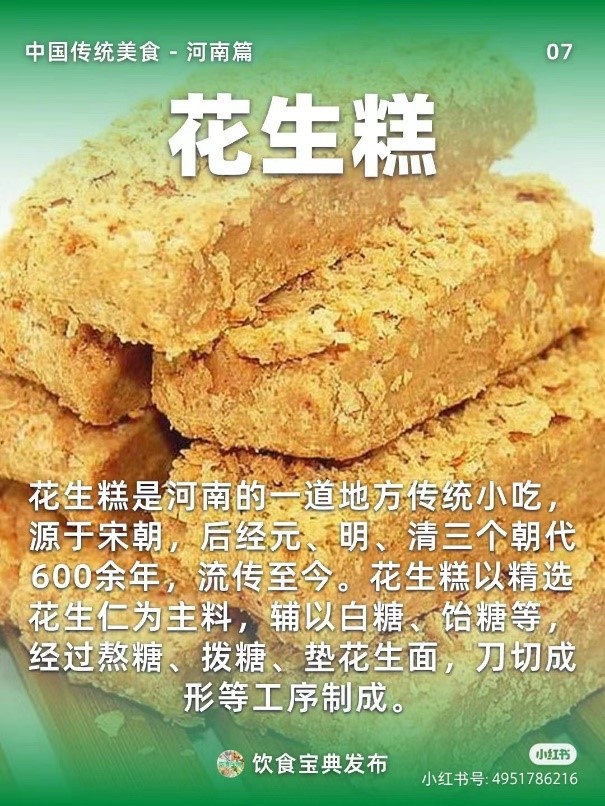 中国传统美食 - 河南篇
07
花生糕
花生糕是河南的一道地方传统小吃，
源于宋朝，后经元、明、清三个朝代
600余年，流传至今。花生糕以精选
花生仁为主料，辅以白糖、饴糖等，
经过熬糖、拨糖、垫花生面，刀切成
形等工序制成。
饮食宝典发布
小红书
小红书号: 4951786216